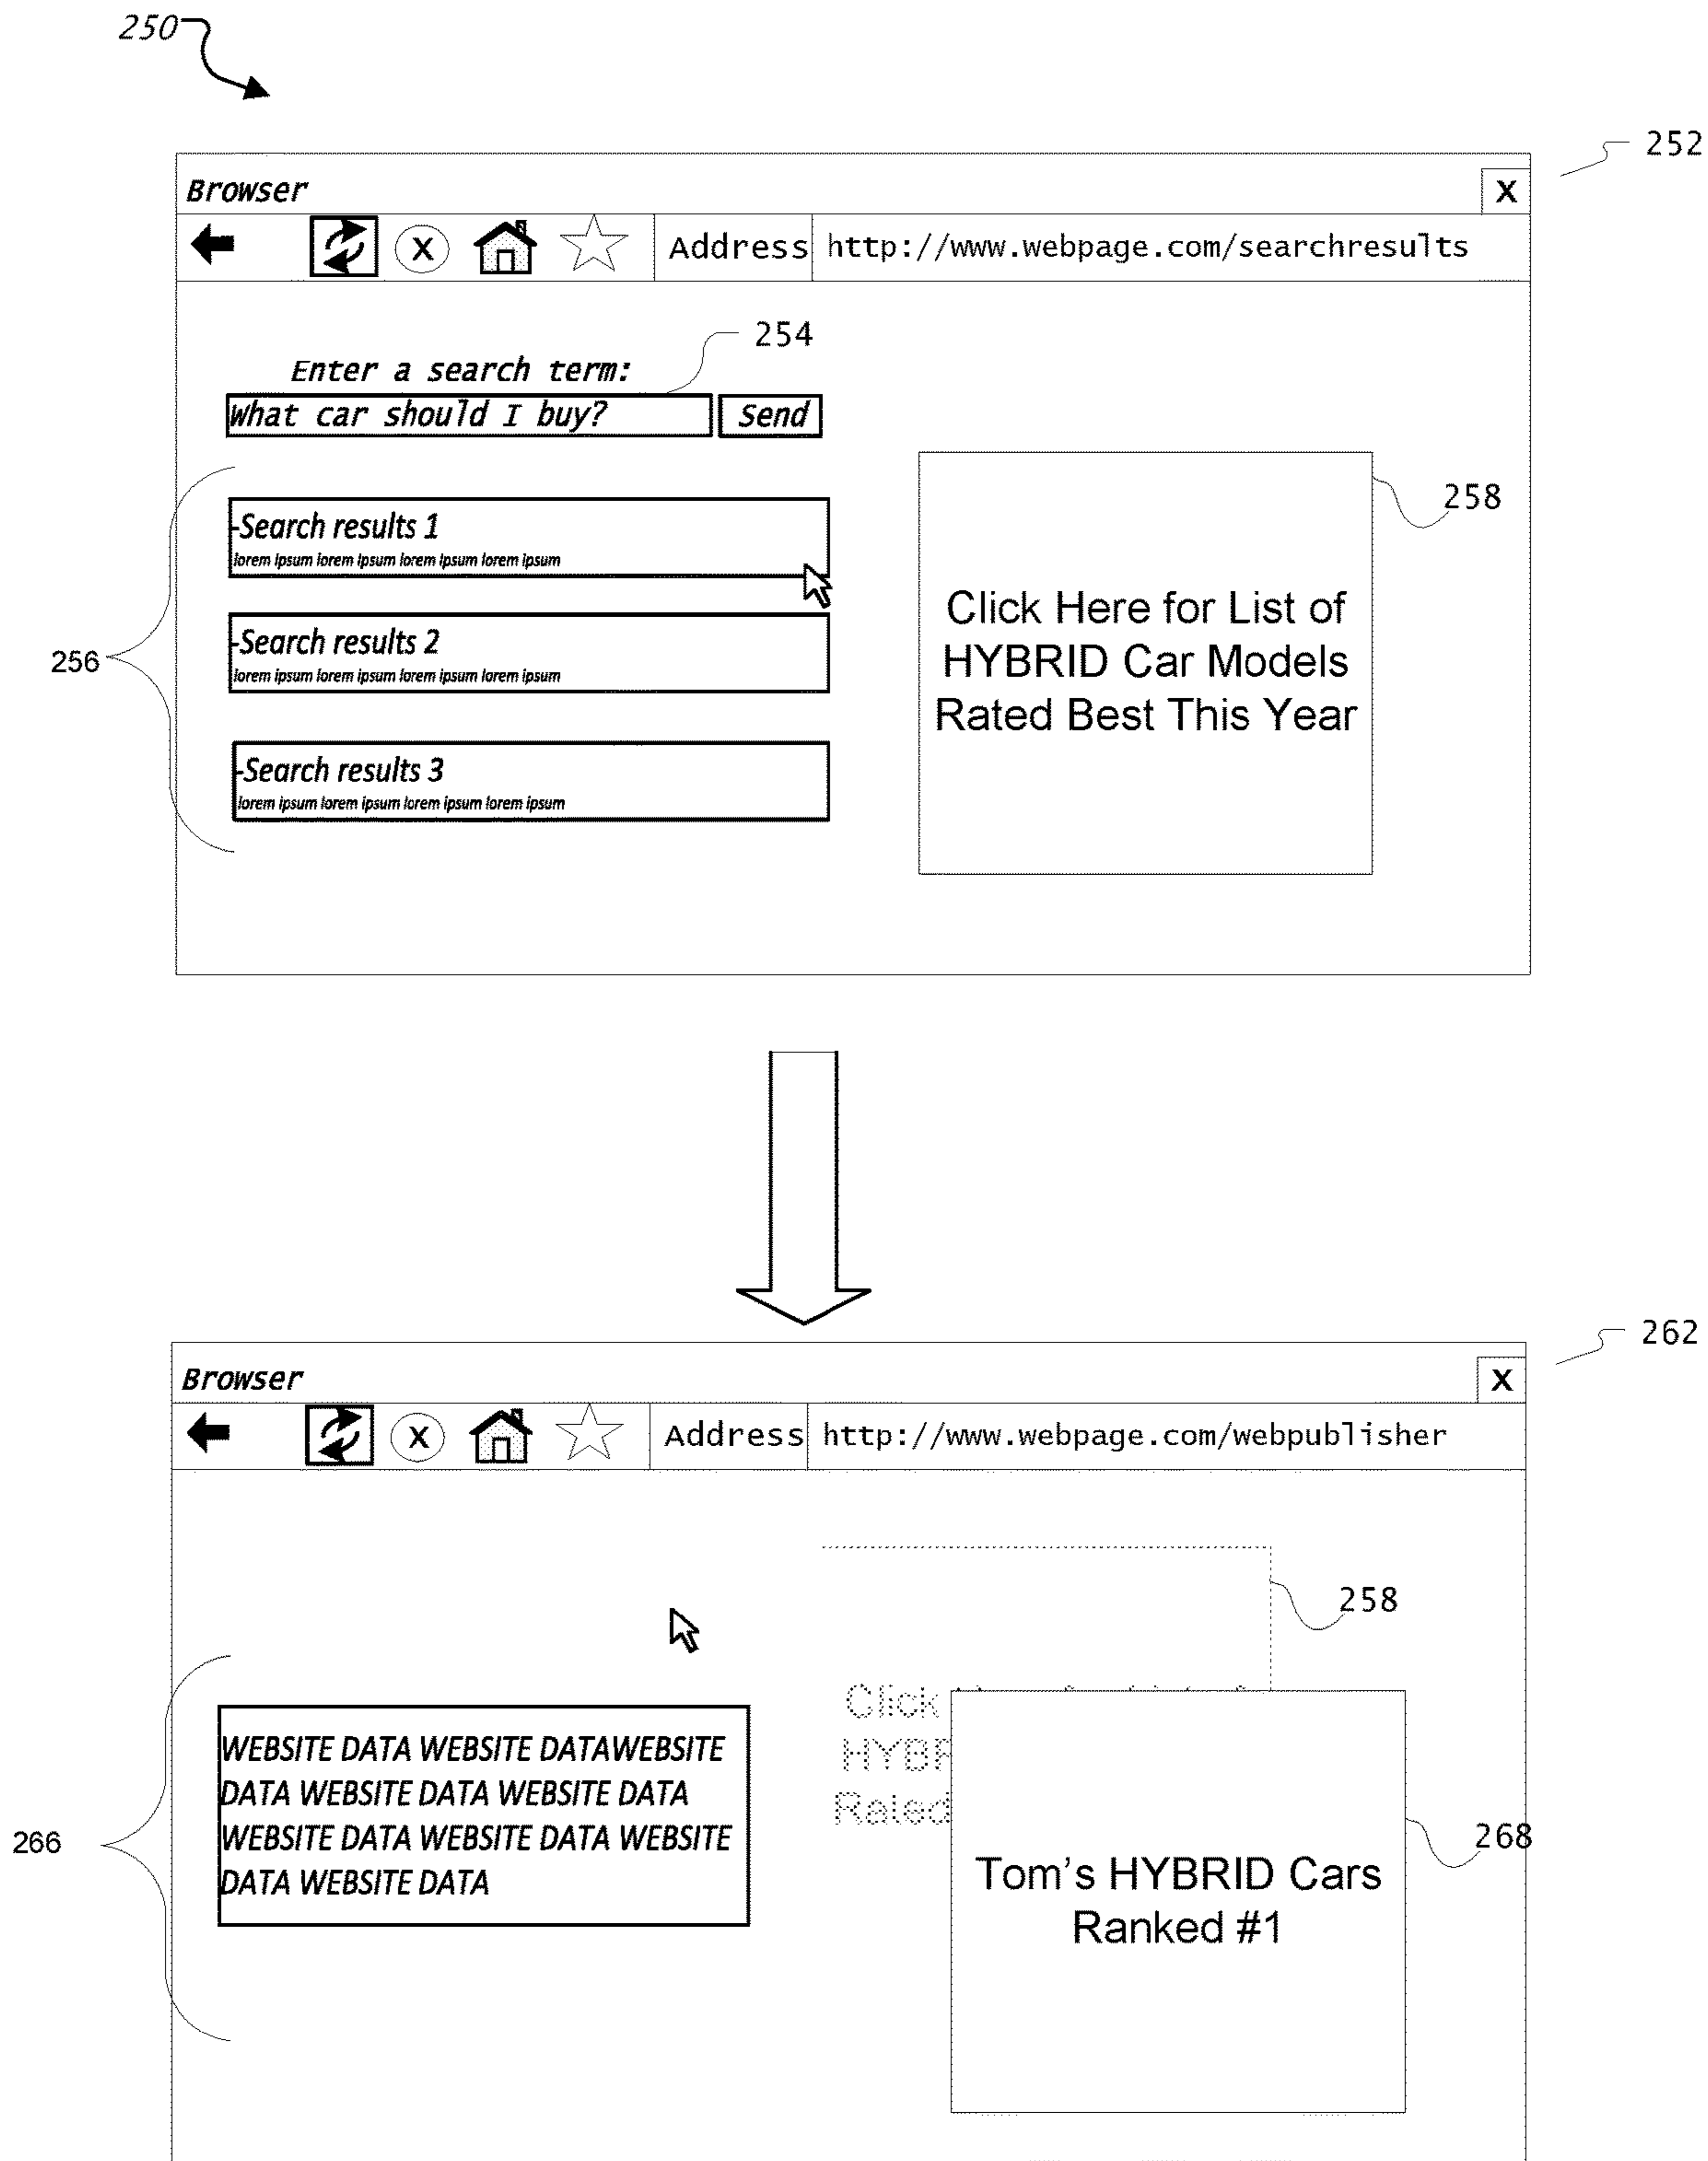 250
252
Browser
X
X
Address
http://www.webpage.com/searchresults
254
Enter a search term:
What car should I buy?
Send
256
-Search results 1
lorem ipsum lorem ipsum lorem ipsum lorem ipsum
-Search results 2
lorem ipsum lorem ipsum lorem ipsum lorem ipsum
-Search results 3
lorem ipsum lorem ipsum lorem ipsum lorem ipsum
258
Click Here for List of
HYBRID Car Models
Rated Best This Year
262
Browser
X
X
Address
http://www.webpage.com/webpublisher
258
Click
HYBR
Rated
266
WEBSITE DATA WEBSITE DATAWEBSITE
DATA WEBSITE DATA WEBSITE DATA
WEBSITE DATA WEBSITE DATA WEBSITE
DATA WEBSITE DATA
268
Tom's HYBRID Cars
Ranked #1